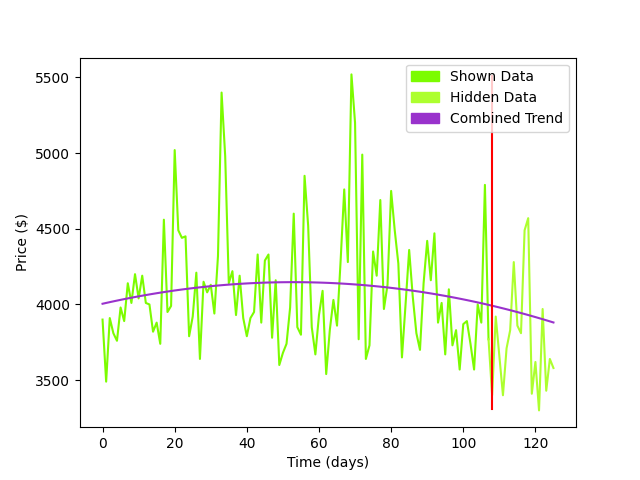 Shown Data
Hidden Data
Combined Trend
5500
5000
4500
4000
3500
Price ($)
0 20 40 60 80 100 120
Time (days)